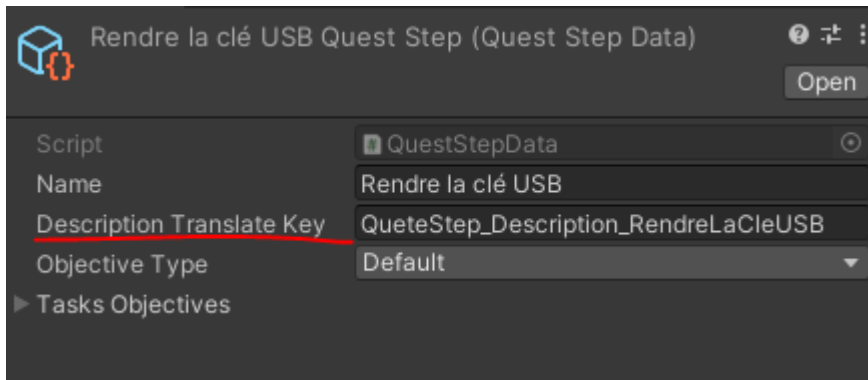 Rendre la clé USB Quest Step (Quest Step Data)
Open
Script QuestStepData
Name Rendre la clé USB
Description Translate Key QueteStep_Description_RendreLaCleUSB
Objective Type Default
Tasks Objectives